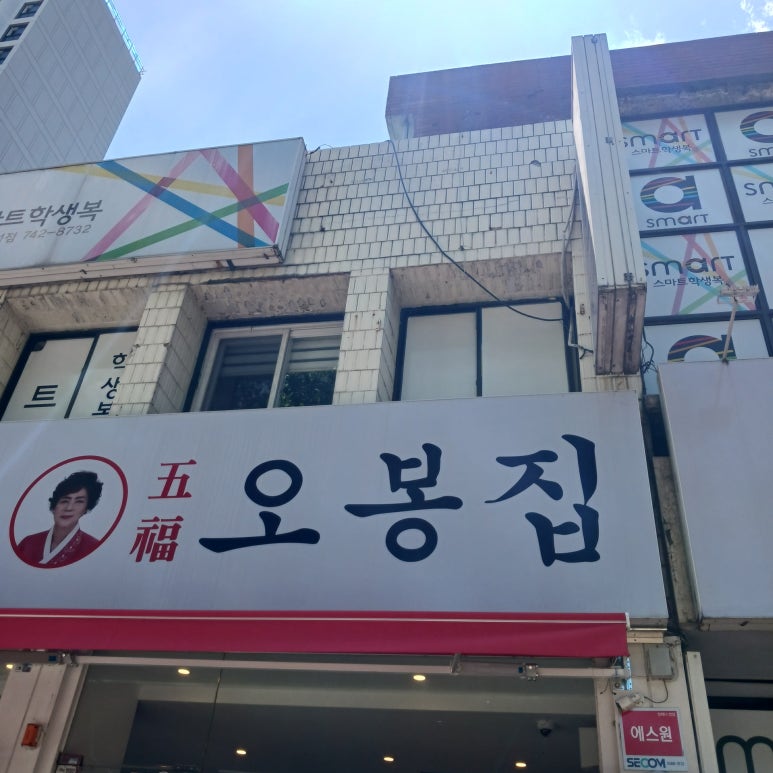 스마트학생복
742-8732
smart
스마트학생복
smart
smart
smart
스마트학생복
트
학생복
五福
오봉집
에스원
SECOM